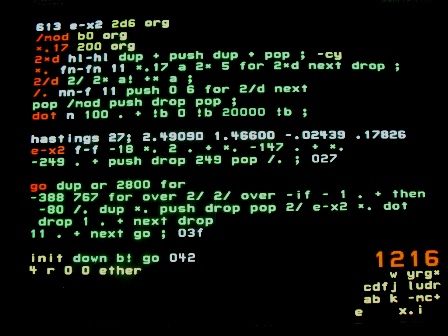 613 e-x2 2d6 org
/mod b0 org
*.17 200 org
2*d hl-hl dup + push dup + pop ; -cy
*. fn-fn 11 *.17 a 2* 5 for 2*d next drop ;
2/d 2/ 2* a! +* a ;
/. mn-f 11 push 0 6 for 2/d next
pop /mod push drop pop ;
dot n 100 . + !b 0 !b 20000 !b ;
hastings 27; 2.49090 1.46600 -.02439 .17826
e-x2 f-f -18 *. 2 . + *. -147 . + *.
-249 . + push drop 249 pop /. ; 027
go dup or 2800 for
-388 767 for over 2/ 2/ over -if - 1 . + then
-80 /. dup *. push drop pop 2/ e-x2 *. dot
drop 1 . + next drop
11 . + next go ; 03f
init down b! go 042
4 r 0 0 ether
1216
w yrg*
cdfj ludr
ab k -mc+
e x.i